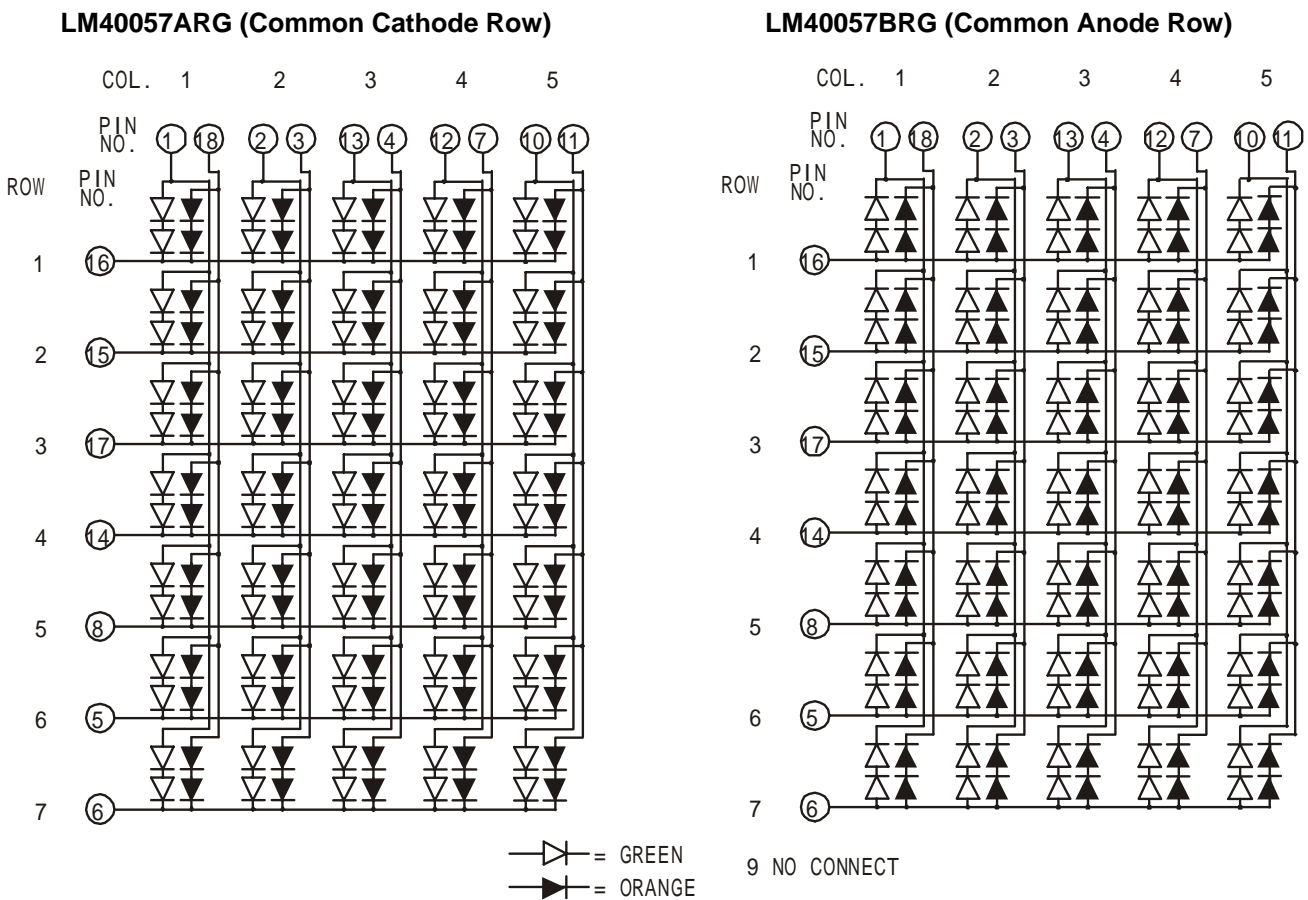 LM40057ARG (Common Cathode Row) LM40057BRG (Common Anode Row)
COL. 1 2 3 4 5 COL. 1 2 3 4 5
PIN NO. 1 18 2 3 13 4 12 7 10 11 PIN NO. 1 18 2 3 13 4 12 7 10 11
ROW PIN NO. ROW PIN NO.
1 16 1 16
2 15 2 15
3 17 3 17
4 14 4 14
5 8 5 8
6 5 6 5
7 6 7 6
= GREEN 9 NO CONNECT
= ORANGE